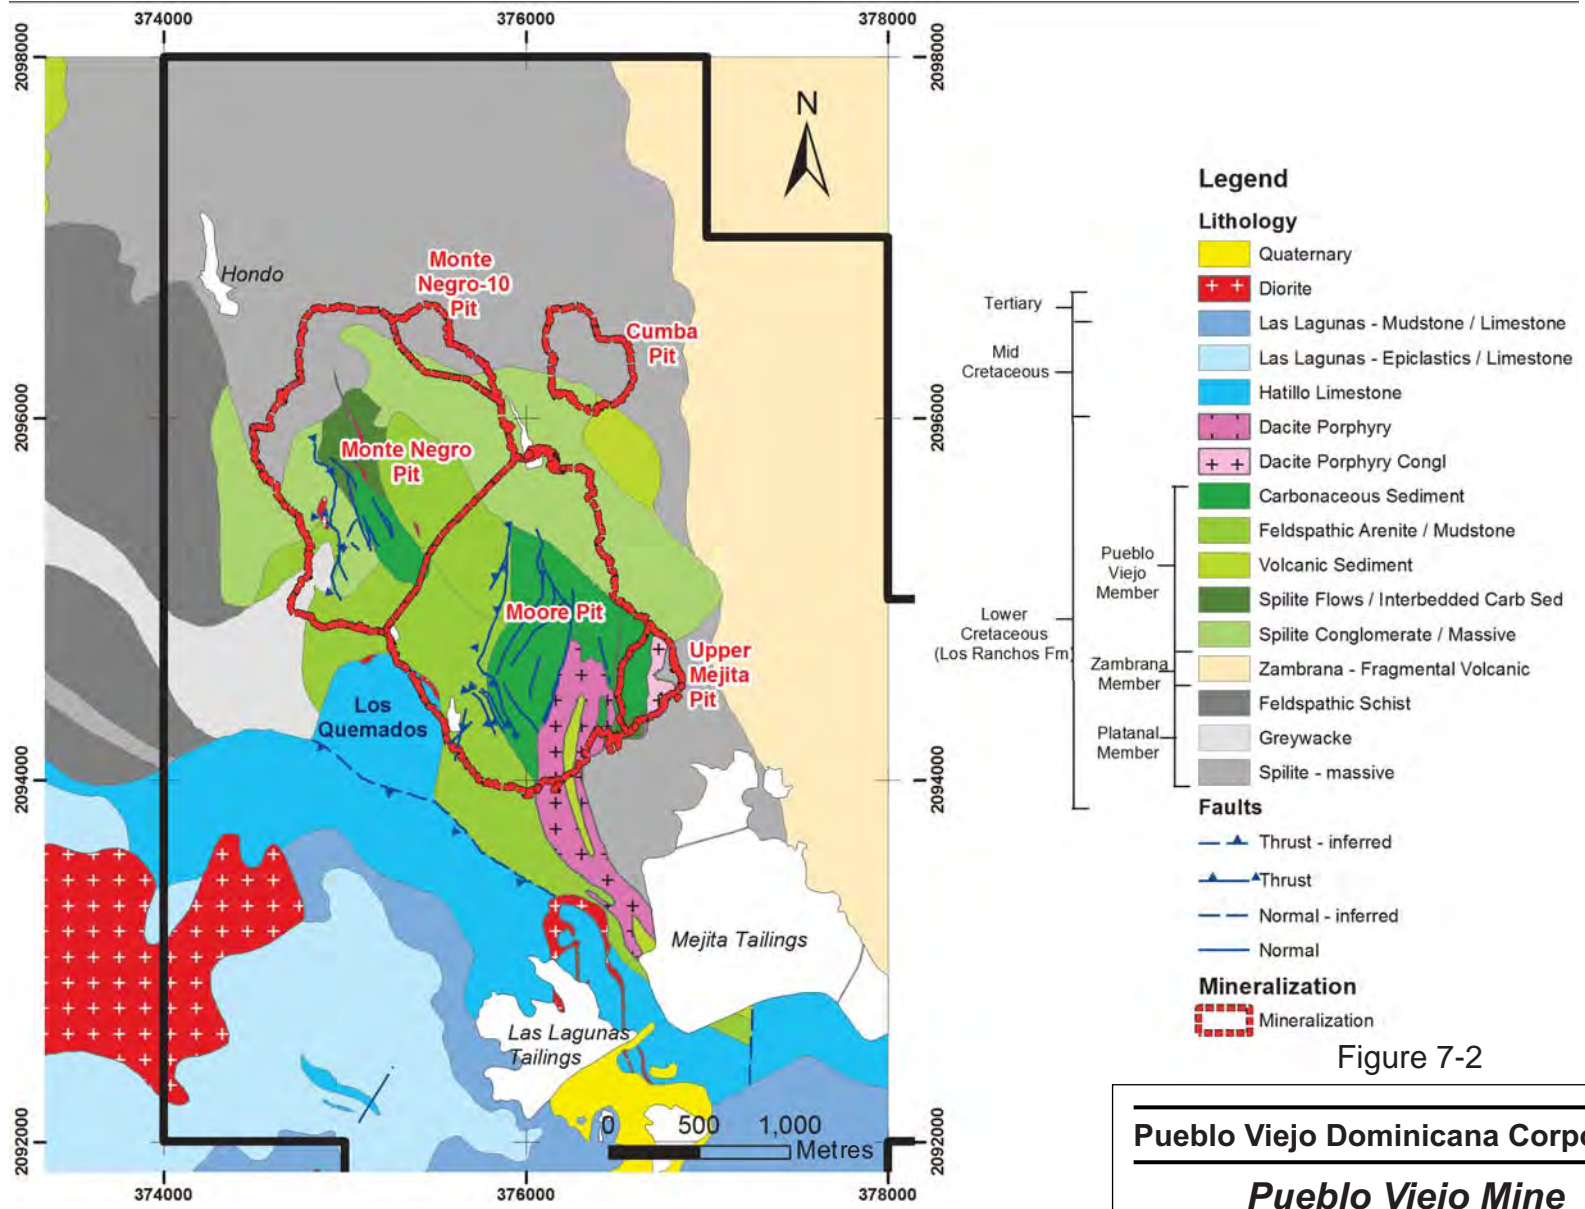 374000
376000
378000
2098000
2098000
N
Hondo
Monte
Negro-10
Pit
Cumba
Pit
2096000
2096000
Monte Negro
Pit
Moore Pit
Upper
Mejita
Pit
Los
Quemados
2094000
2094000
Mejita Tailings
Las Lagunas
Tailings
0 500 1,000
Metres
2092000
2092000
374000
376000
378000
Legend
Lithology
Quaternary
Diorite
Las Lagunas - Mudstone / Limestone
Las Lagunas - Epiclastics / Limestone
Hatillo Limestone
Dacite Porphyry
Dacite Porphyry Congl
Carbonaceous Sediment
Feldspathic Arenite / Mudstone
Volcanic Sediment
Spilite Flows / Interbedded Carb Sed
Spilite Conglomerate / Massive
Zambrana - Fragmental Volcanic
Feldspathic Schist
Greywacke
Spilite - massive
Tertiary
Mid
Cretaceous
Lower
Cretaceous
(Los Ranchos Fm)
Pueblo
Viejo
Member
Zambrana
Member
Platanal
Member
Faults
Thrust - inferred
Thrust
Normal - inferred
Normal
Mineralization
Mineralization
Figure 7-2
Pueblo Viejo Dominicana Corp
Pueblo Viejo Mine